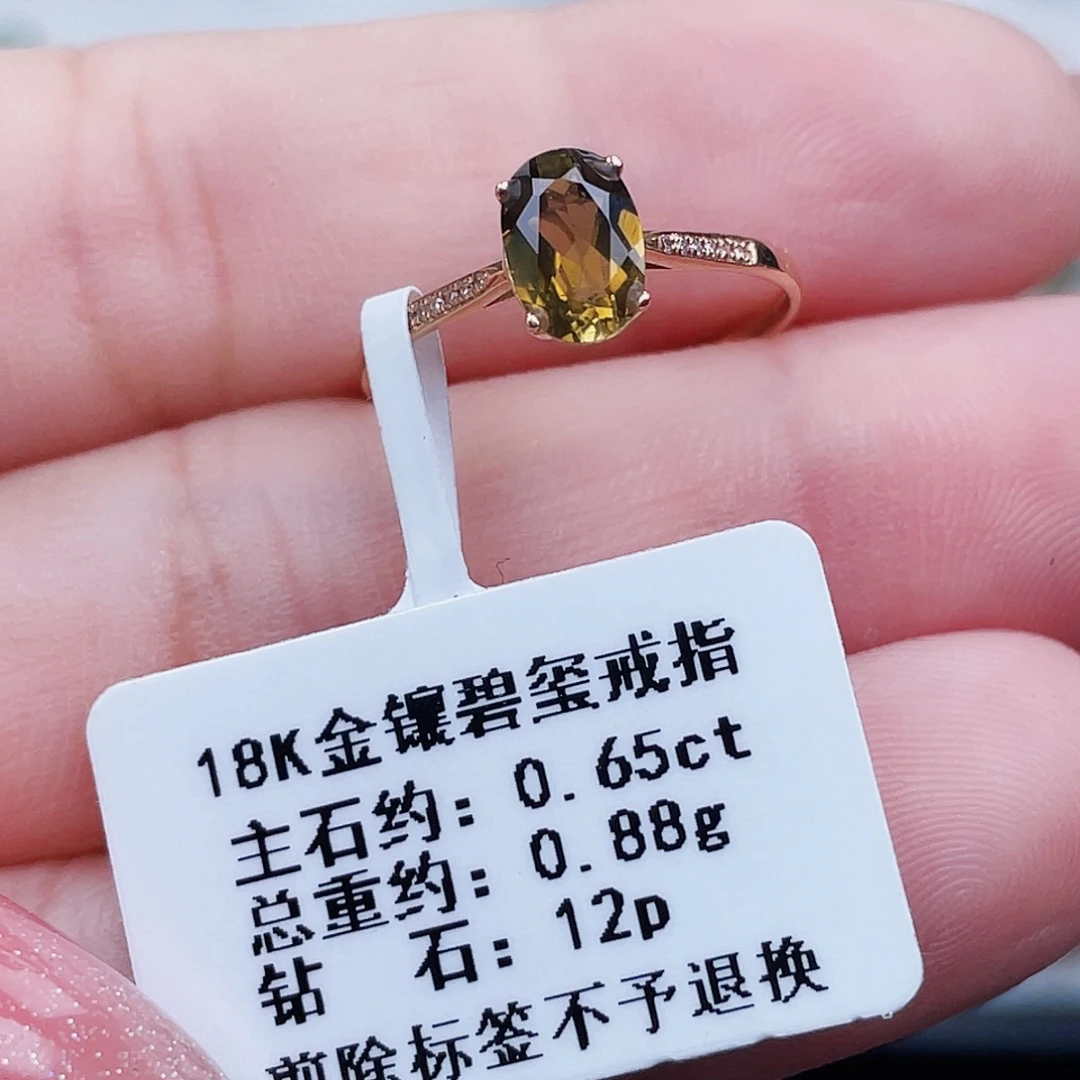 18K金镶碧玺戒指
主石约: 0.65ct
总重约: 0.88g
钻 石: 12p
剪除标签不予退换